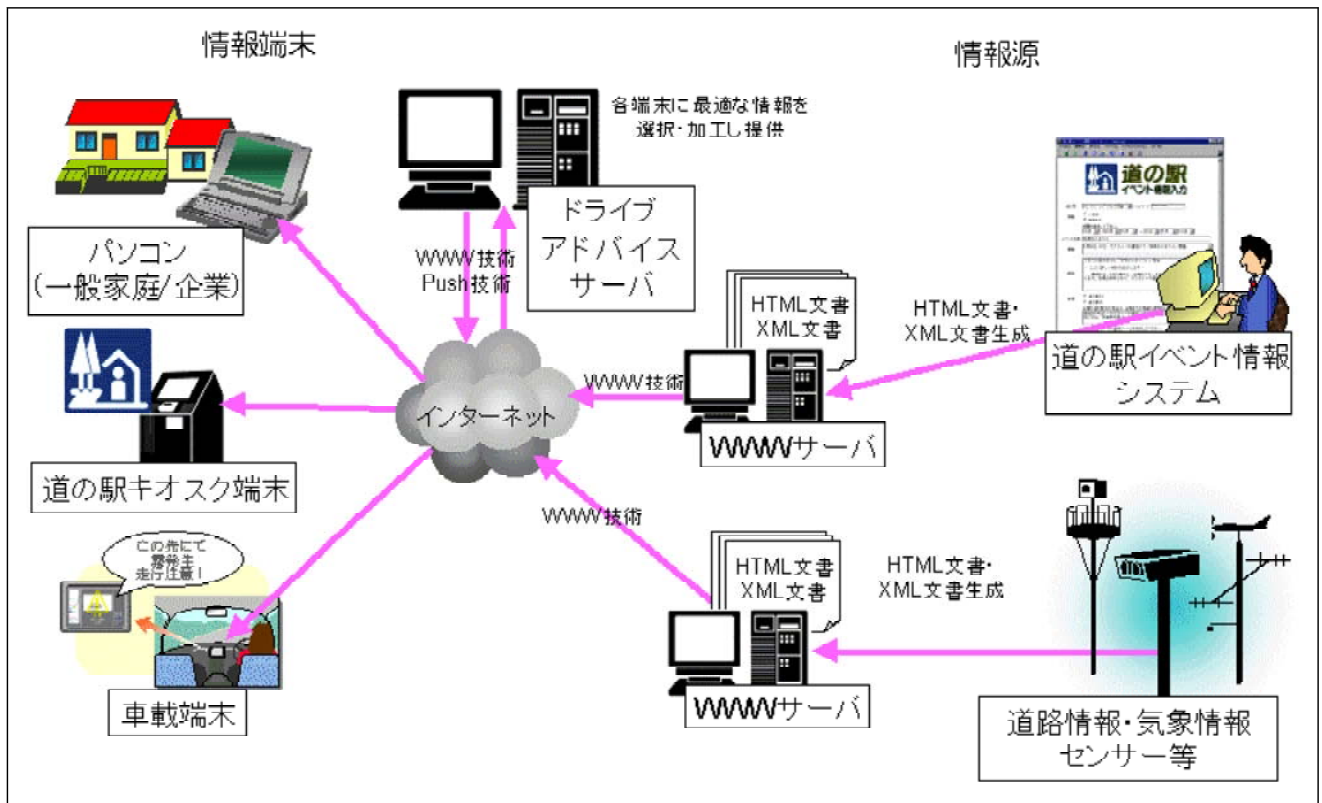 情報端末
情報源
各端末に最適な情報を
選択・加工し提供
道の駅
イベント情報入力
ドライブ
アドバイス
サーバ
パソコン
(一般家庭/企業)
WWW技術
Push技術
HTML文書
XML文書
HTML文書・
XML文書生成
道の駅イベント情報
システム
WWW技術
インターネット
WWWサーバ
道の駅キオスク端末
WWW技術
この先にて
霧発生
走行注意！
HTML文書
XML文書
HTML文書・
XML文書生成
車載端末
WWWサーバ
道路情報・気象情報
センサー等